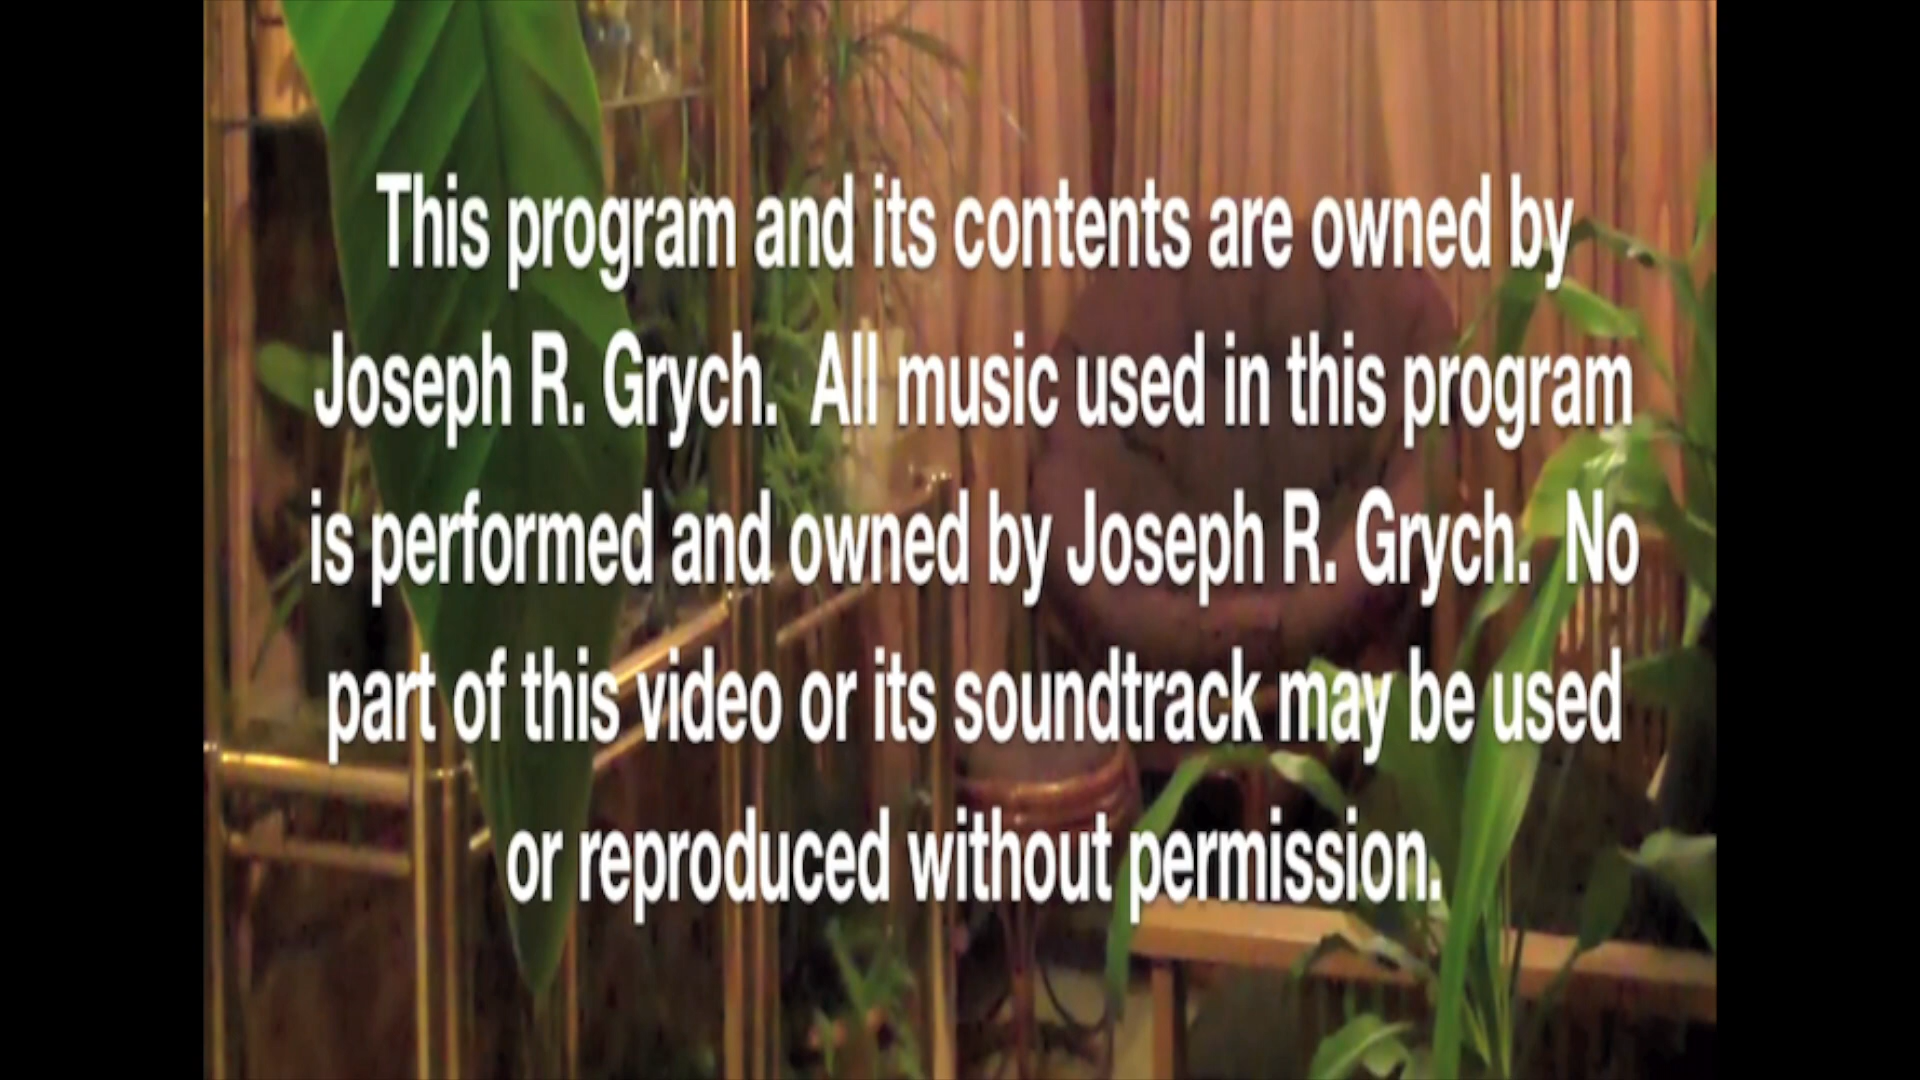 This program and its contents are owned by
Joseph R. Grych.  All music used in this program
is performed and owned by Joseph R. Grych.  No
part of this video or its soundtrack may be used
or reproduced without permission.